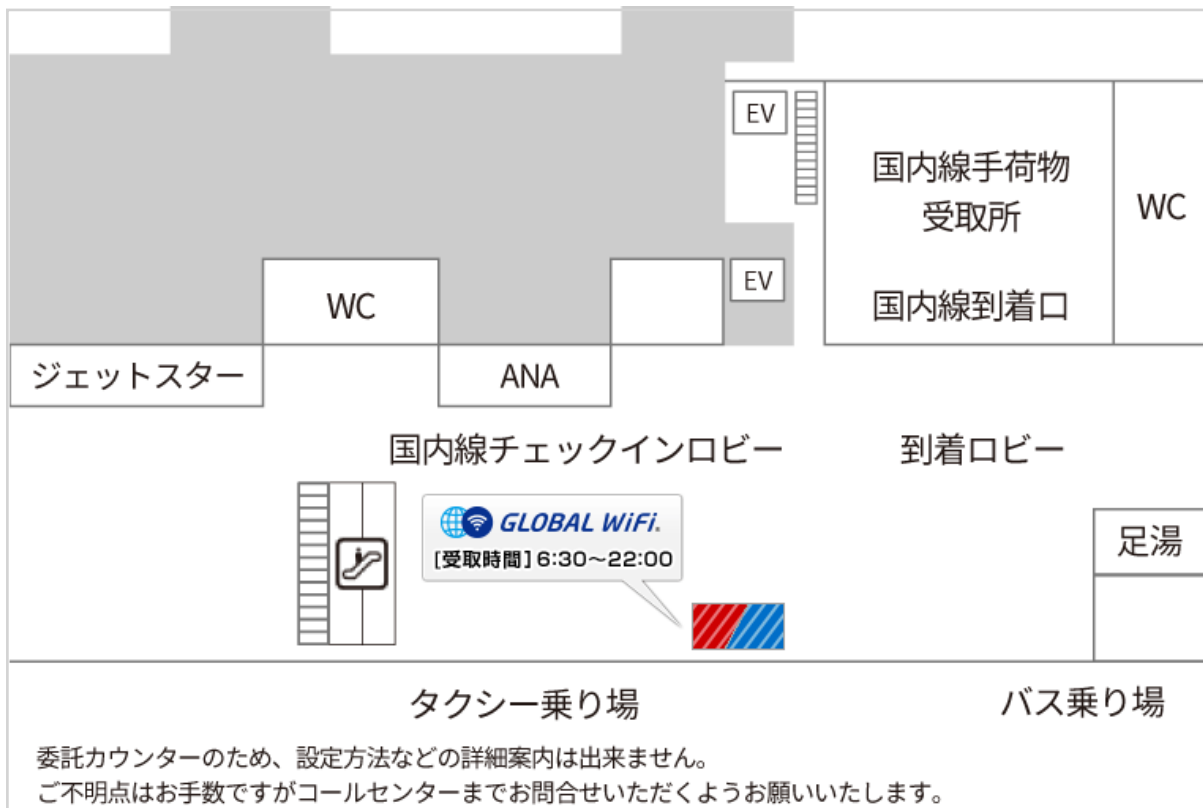 EV
国内線手荷物
受取所
WC
EV
WC
国内線到着口
ジェットスター
ANA
国内線チェックインロビー
到着ロビー
GLOBAL WiFi®
[受取時間] 6:30～22:00
足湯
タクシー乗り場
バス乗り場
委託カウンターのため、設定方法などの詳細案内は出来ません。
ご不明点はお手数ですがコールセンターまでお問合せいただくようお願いいたします。